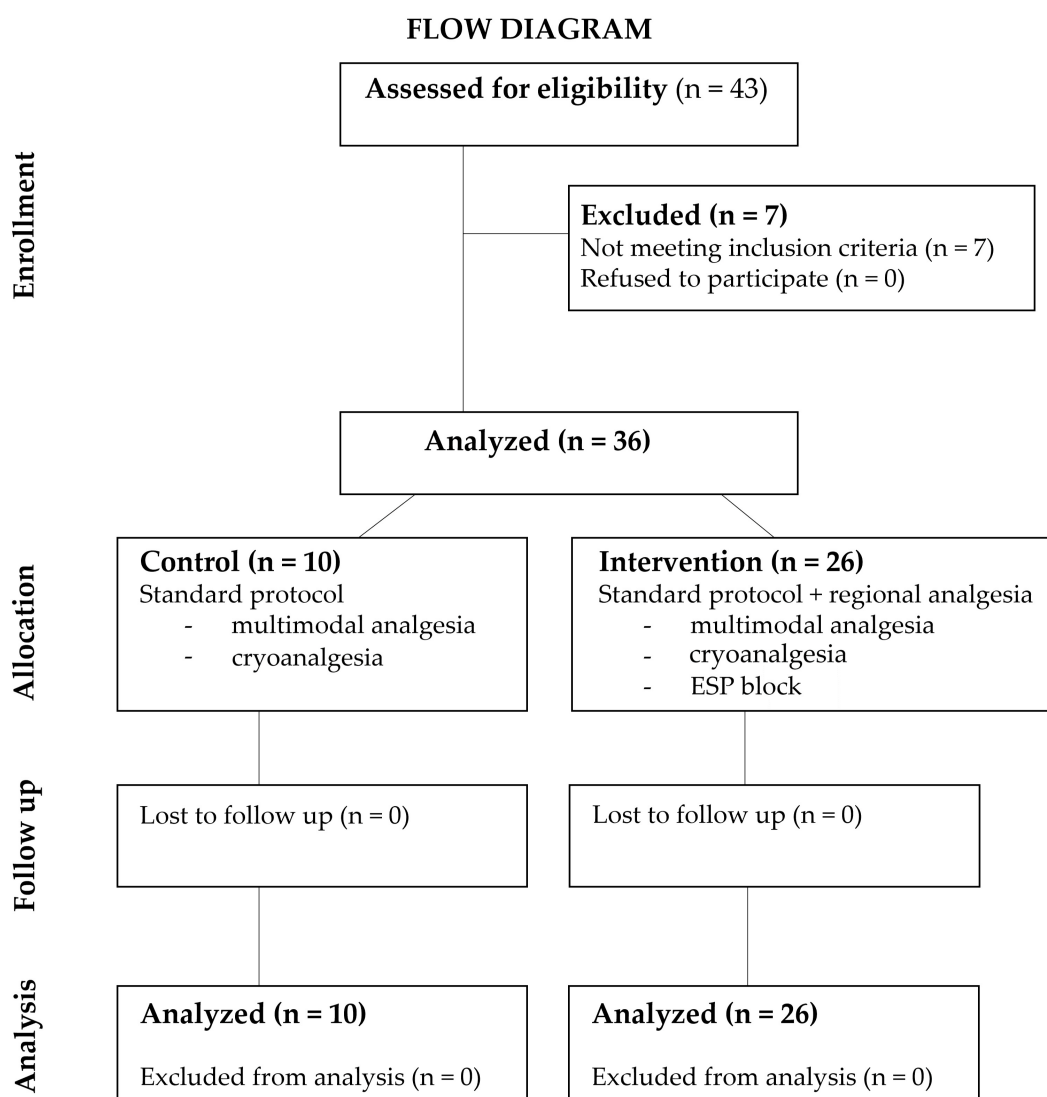 FLOW DIAGRAM
Enrollment
Assessed for eligibility (n = 43)
Excluded (n = 7)
Not meeting inclusion criteria (n = 7)
Refused to participate (n = 0)
Analyzed (n = 36)
Allocation
Control (n = 10)
Standard protocol
- multimodal analgesia
- cryoanalgesia
Intervention (n = 26)
Standard protocol + regional analgesia
- multimodal analgesia
- cryoanalgesia
- ESP block
Follow up
Lost to follow up (n = 0)
Lost to follow up (n = 0)
Analysis
Analyzed (n = 10)
Excluded from analysis (n = 0)
Analyzed (n = 26)
Excluded from analysis (n = 0)